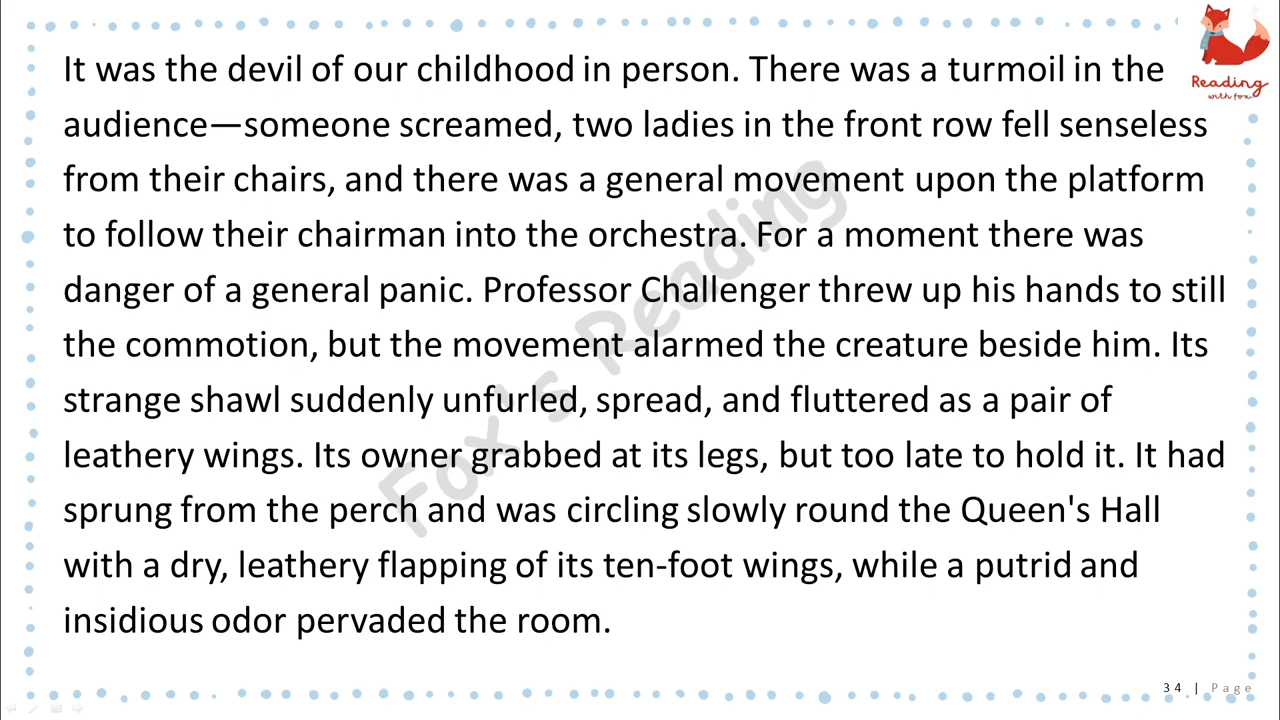 It was the devil of our childhood in person. There was a turmoil in the
audience—someone screamed, two ladies in the front row fell senseless
from their chairs, and there was a general movement upon the platform
to follow their chairman into the orchestra. For a moment there was
danger of a general panic. Professor Challenger threw up his hands to still
the commotion, but the movement alarmed the creature beside him. Its
strange shawl suddenly unfurled, spread, and fluttered as a pair of
leathery wings. Its owner grabbed at its legs, but too late to hold it. It had
sprung from the perch and was circling slowly round the Queen's Hall
with a dry, leathery flapping of its ten-foot wings, while a putrid and
insidious odor pervaded the room.
Reading
with fox
Fox's Reading
34 | Page